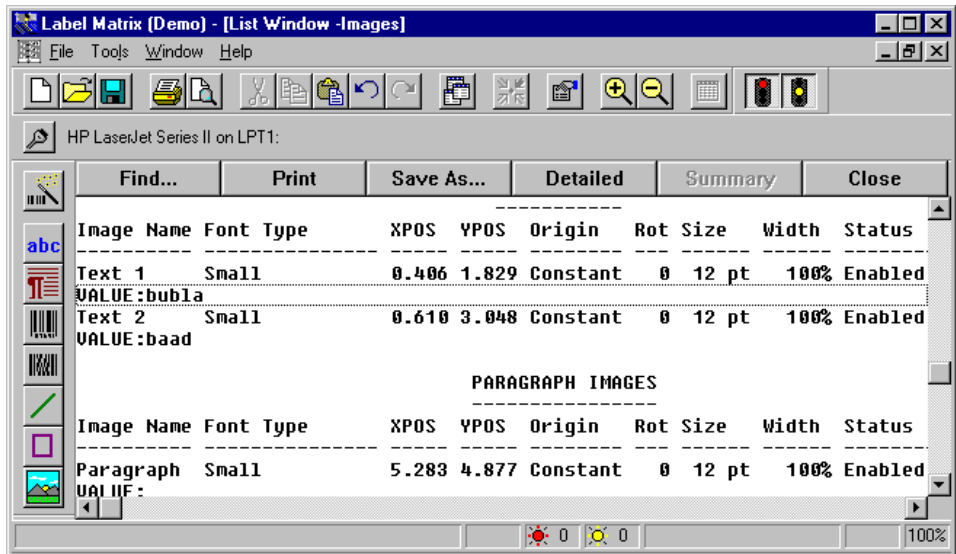 Label Matrix (Demo) - [List Window -Images]
File Tools Window Help
HP LaserJet Series II on LPT1:
Find... Print Save As... Detailed Summary Close
abc
-----------
Image Name Font Type XPOS YPOS Origin Rot Size Width Status
---------- ---------------- ------ ----- ----------- --- ------- ------ -------
Text 1 Small 0.406 1.829 Constant 0 12 pt 100% Enabled
VALUE:bubla
Text 2 Small 0.610 3.048 Constant 0 12 pt 100% Enabled
VALUE:baad
PARAGRAPH IMAGES
----------------
Image Name Font Type XPOS YPOS Origin Rot Size Width Status
---------- ---------------- ------ ----- ----------- --- ------- ------ -------
Paragraph Small 5.283 4.877 Constant 0 12 pt 100% Enabled
VALUE:
0 0 100%